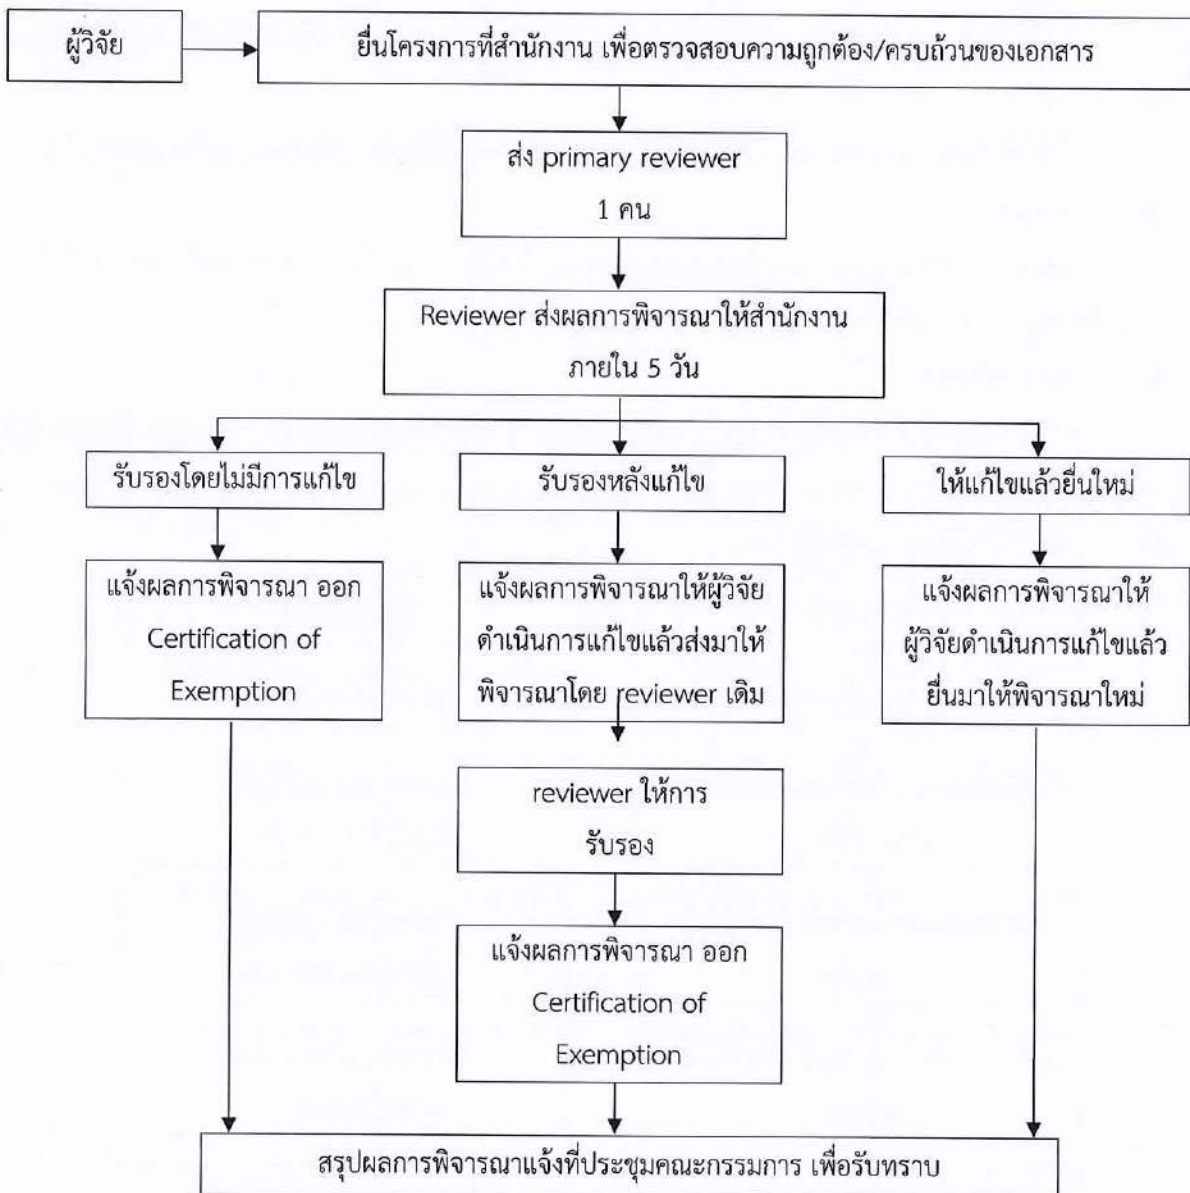 ผู้วิจัย
ยื่นโครงการที่สำนักงาน เพื่อตรวจสอบความถูกต้อง/ครบถ้วนของเอกสาร
ส่ง primary reviewer
1 คน
Reviewer ส่งผลการพิจารณาให้สำนักงาน
ภายใน 5 วัน
รับรองโดยไม่มีการแก้ไข
รับรองหลังแก้ไข
ให้แก้ไขแล้วยื่นใหม่
แจ้งผลการพิจารณา ออก
Certification of
Exemption
แจ้งผลการพิจารณาให้ผู้วิจัย
ดำเนินการแก้ไขแล้วส่งมาให้
พิจารณาโดย reviewer เดิม
แจ้งผลการพิจารณาให้
ผู้วิจัยดำเนินการแก้ไขแล้ว
ยื่นมาให้พิจารณาใหม่
reviewer ให้การ
รับรอง
แจ้งผลการพิจารณา ออก
Certification of
Exemption
สรุปผลการพิจารณาแจ้งที่ประชุมคณะกรรมการ เพื่อรับทราบ